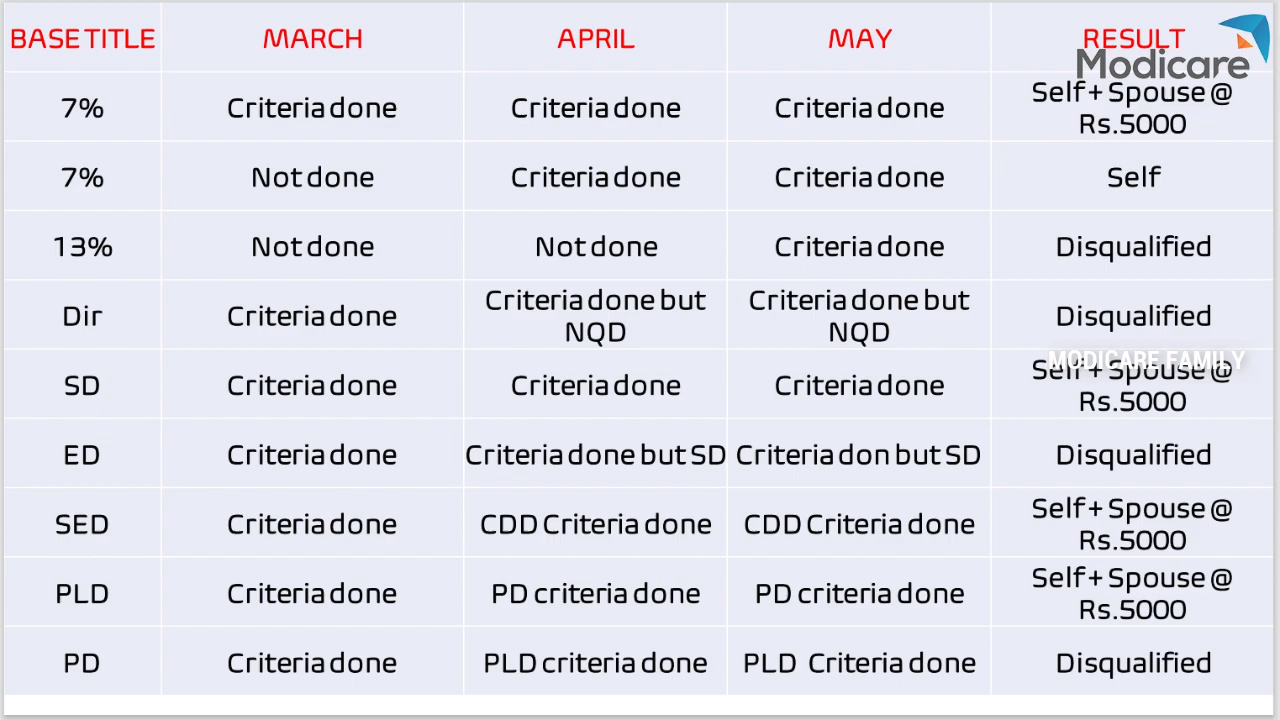 BASE TITLE MARCH APRIL MAY RESULT
Modicare
7% Criteria done Criteria done Criteria done Self + Spouse @
Rs.5000
7% Not done Criteria done Criteria done Self
13% Not done Not done Criteria done Disqualified
Dir Criteria done Criteria done but
NQD Criteria done but
NQD Disqualified
MODICARE FAMILY
SD Criteria done Criteria done Criteria done Self + Spouse @
Rs.5000
ED Criteria done Criteria done but SD Criteria don but SD Disqualified
SED Criteria done CDD Criteria done CDD Criteria done Self + Spouse @
Rs.5000
PLD Criteria done PD criteria done PD criteria done Self + Spouse @
Rs.5000
PD Criteria done PLD criteria done PLD Criteria done Disqualified